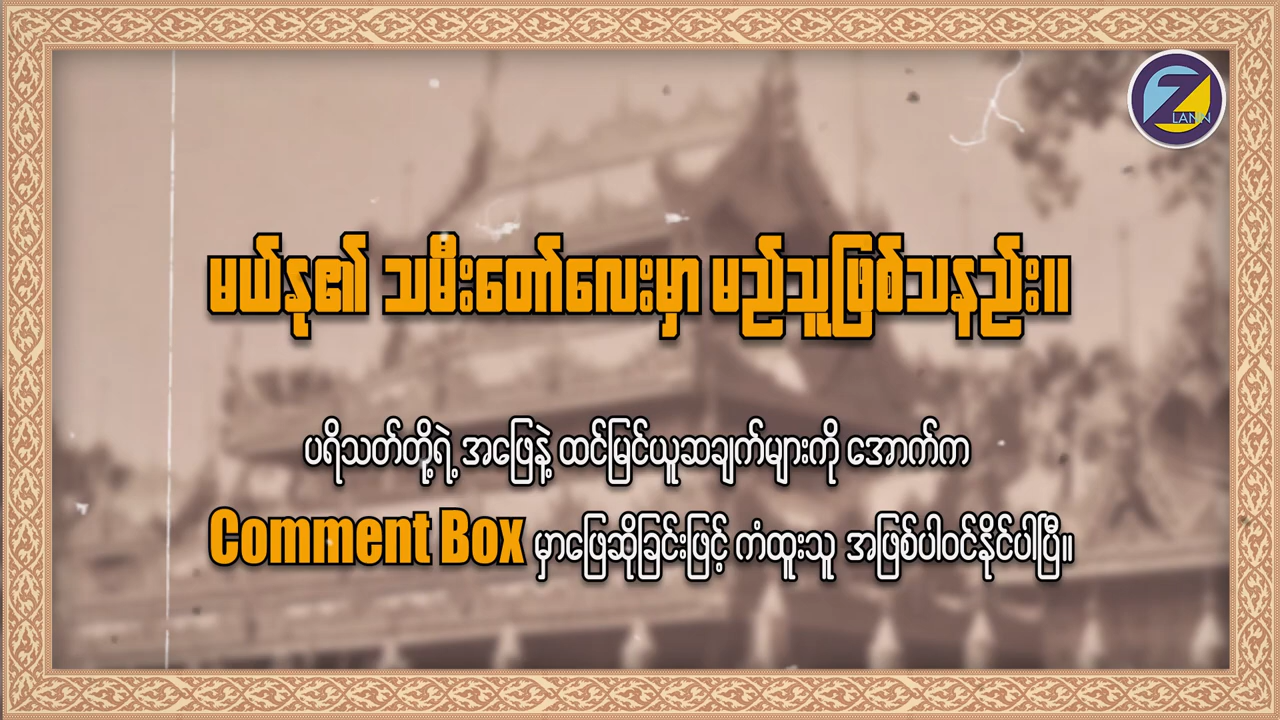 Z
LANN
မယ်နု၏ သမီးတော်လေးမှာ မည်သူဖြစ်သနည်း။
ပရိသတ်တို့ရဲ့ အဖြေနဲ့ ထင်မြင်ယူဆချက်များကို အောက်က
Comment Box မှာဖြေဆိုခြင်းဖြင့် ကံထူးသူ အဖြစ်ပါဝင်နိုင်ပါပြီ။